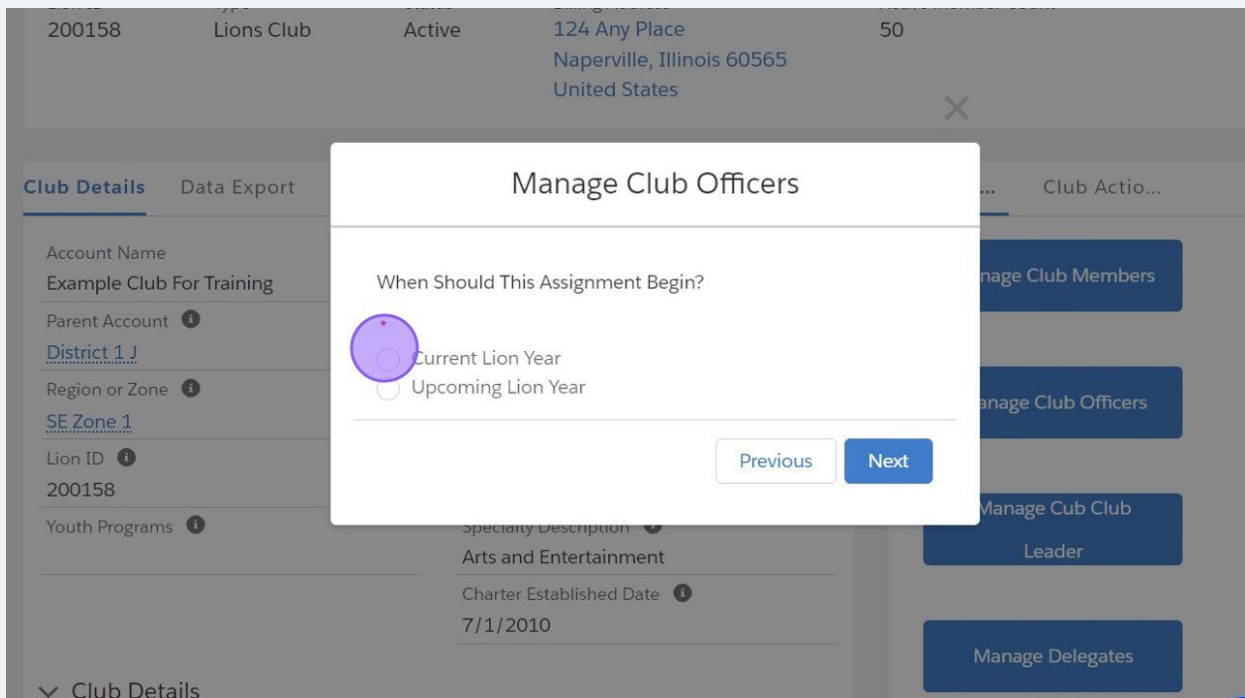 200158 Lions Club Active 124 Any Place 50
Naperville, Illinois 60565
United States
Club Details Data Export
Manage Club Officers
... Club Actio...
Account Name
Example Club For Training
When Should This Assignment Begin?
nage Club Members
Parent Account
*
District 1 J
Current Lion Year
Region or Zone
Upcoming Lion Year
anage Club Officers
SE Zone 1
Lion ID
Previous Next
200158
Manage Cub Club
Leader
Youth Programs
Specialty Description
Arts and Entertainment
Charter Established Date
7/1/2010
Manage Delegates
Club Details